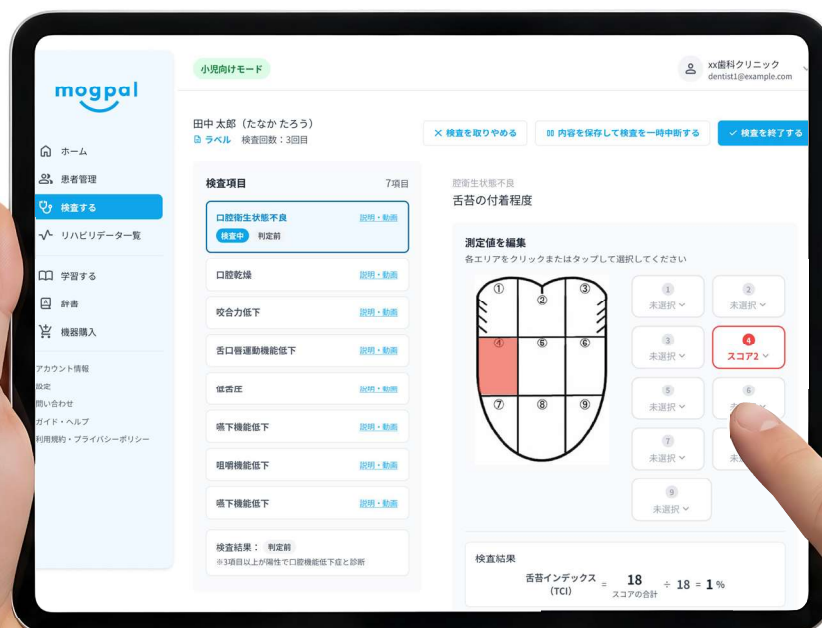 mogpal
小児向けモード
xx歯科クリニック
dentist1@example.com
ホーム
患者管理
検査する
リハビリデータ一覧
学習する
辞書
機器購入
アカウント情報
設定
問い合わせ
ガイド・ヘルプ
利用規約・プライバシーポリシー
田中 太郎（たなか たろう）
ラベル 検査回数：3回目
検査を取りやめる
内容を保存して検査を一時中断する
検査を終了する
検査項目 7項目
口腔衛生状態不良 説明・動画
検査中 判定前
口腔乾燥 説明・動画
咬合力低下 説明・動画
舌口唇運動機能低下 説明・動画
低舌圧 説明・動画
嚥下機能低下 説明・動画
咀嚼機能低下 説明・動画
嚥下機能低下 説明・動画
検査結果： 判定前
※3項目以上が陽性で口腔機能低下症と診断
腔衛生状態不良
舌苔の付着程度
測定値を編集
各エリアをクリックまたはタップして選択してください
① ② ③
④ ⑤ ⑥
⑦ ⑧ ⑨
1 2
未選択 未選択
3 4
未選択 スコア2
5 6
未選択
7
未選択
9
未選択
検査結果
舌苔インデックス（TCI） = 18 ÷ 18 = 1 %
スコアの合計